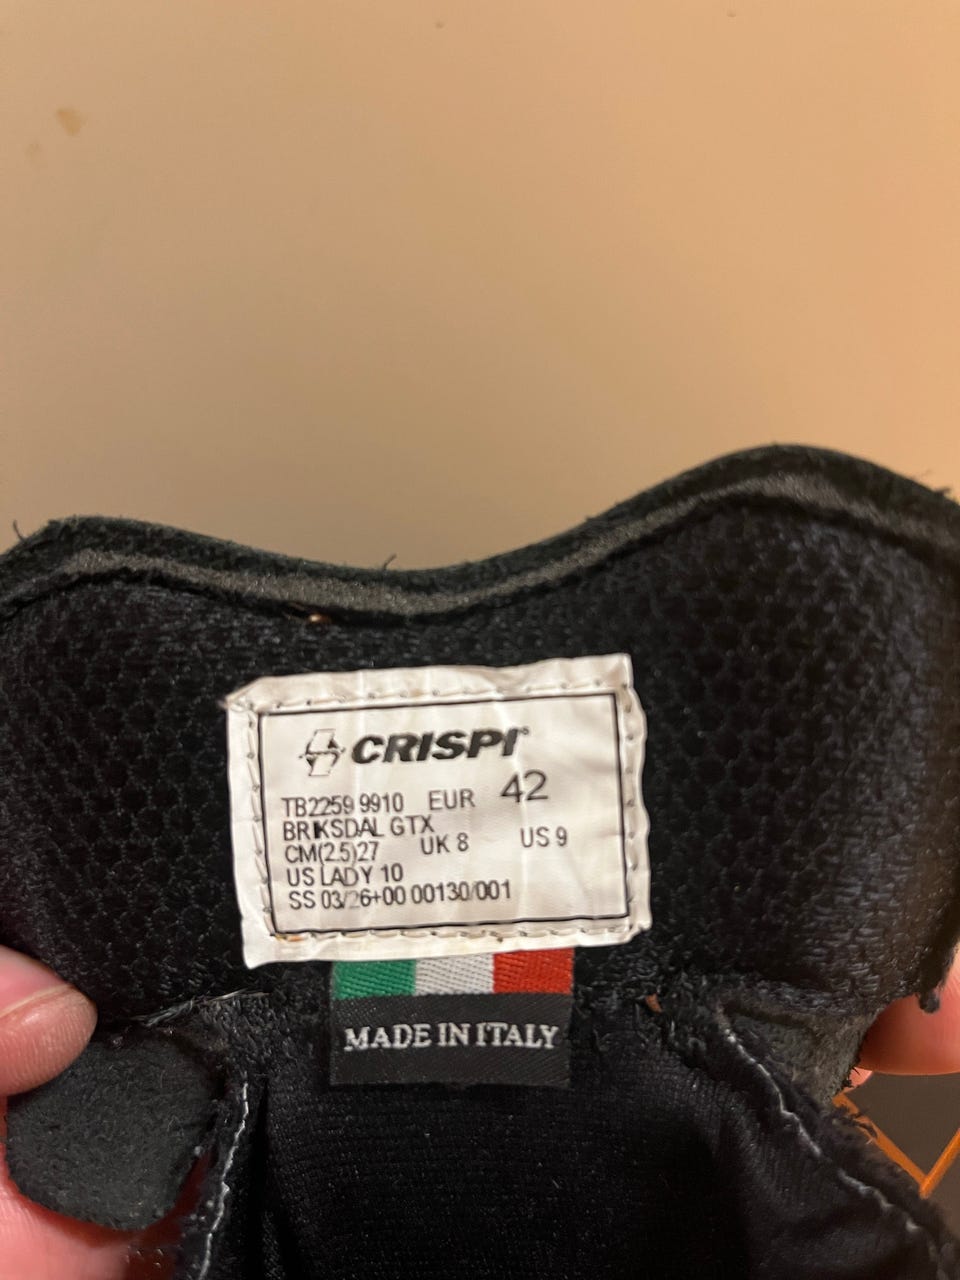 CRISPI®
TB2259 9910 EUR 42
BRIKSDAL GTX
CM(2.5)27 UK 8 US 9
US LADY 10
SS 03/26+00 00130/001
MADE IN ITALY